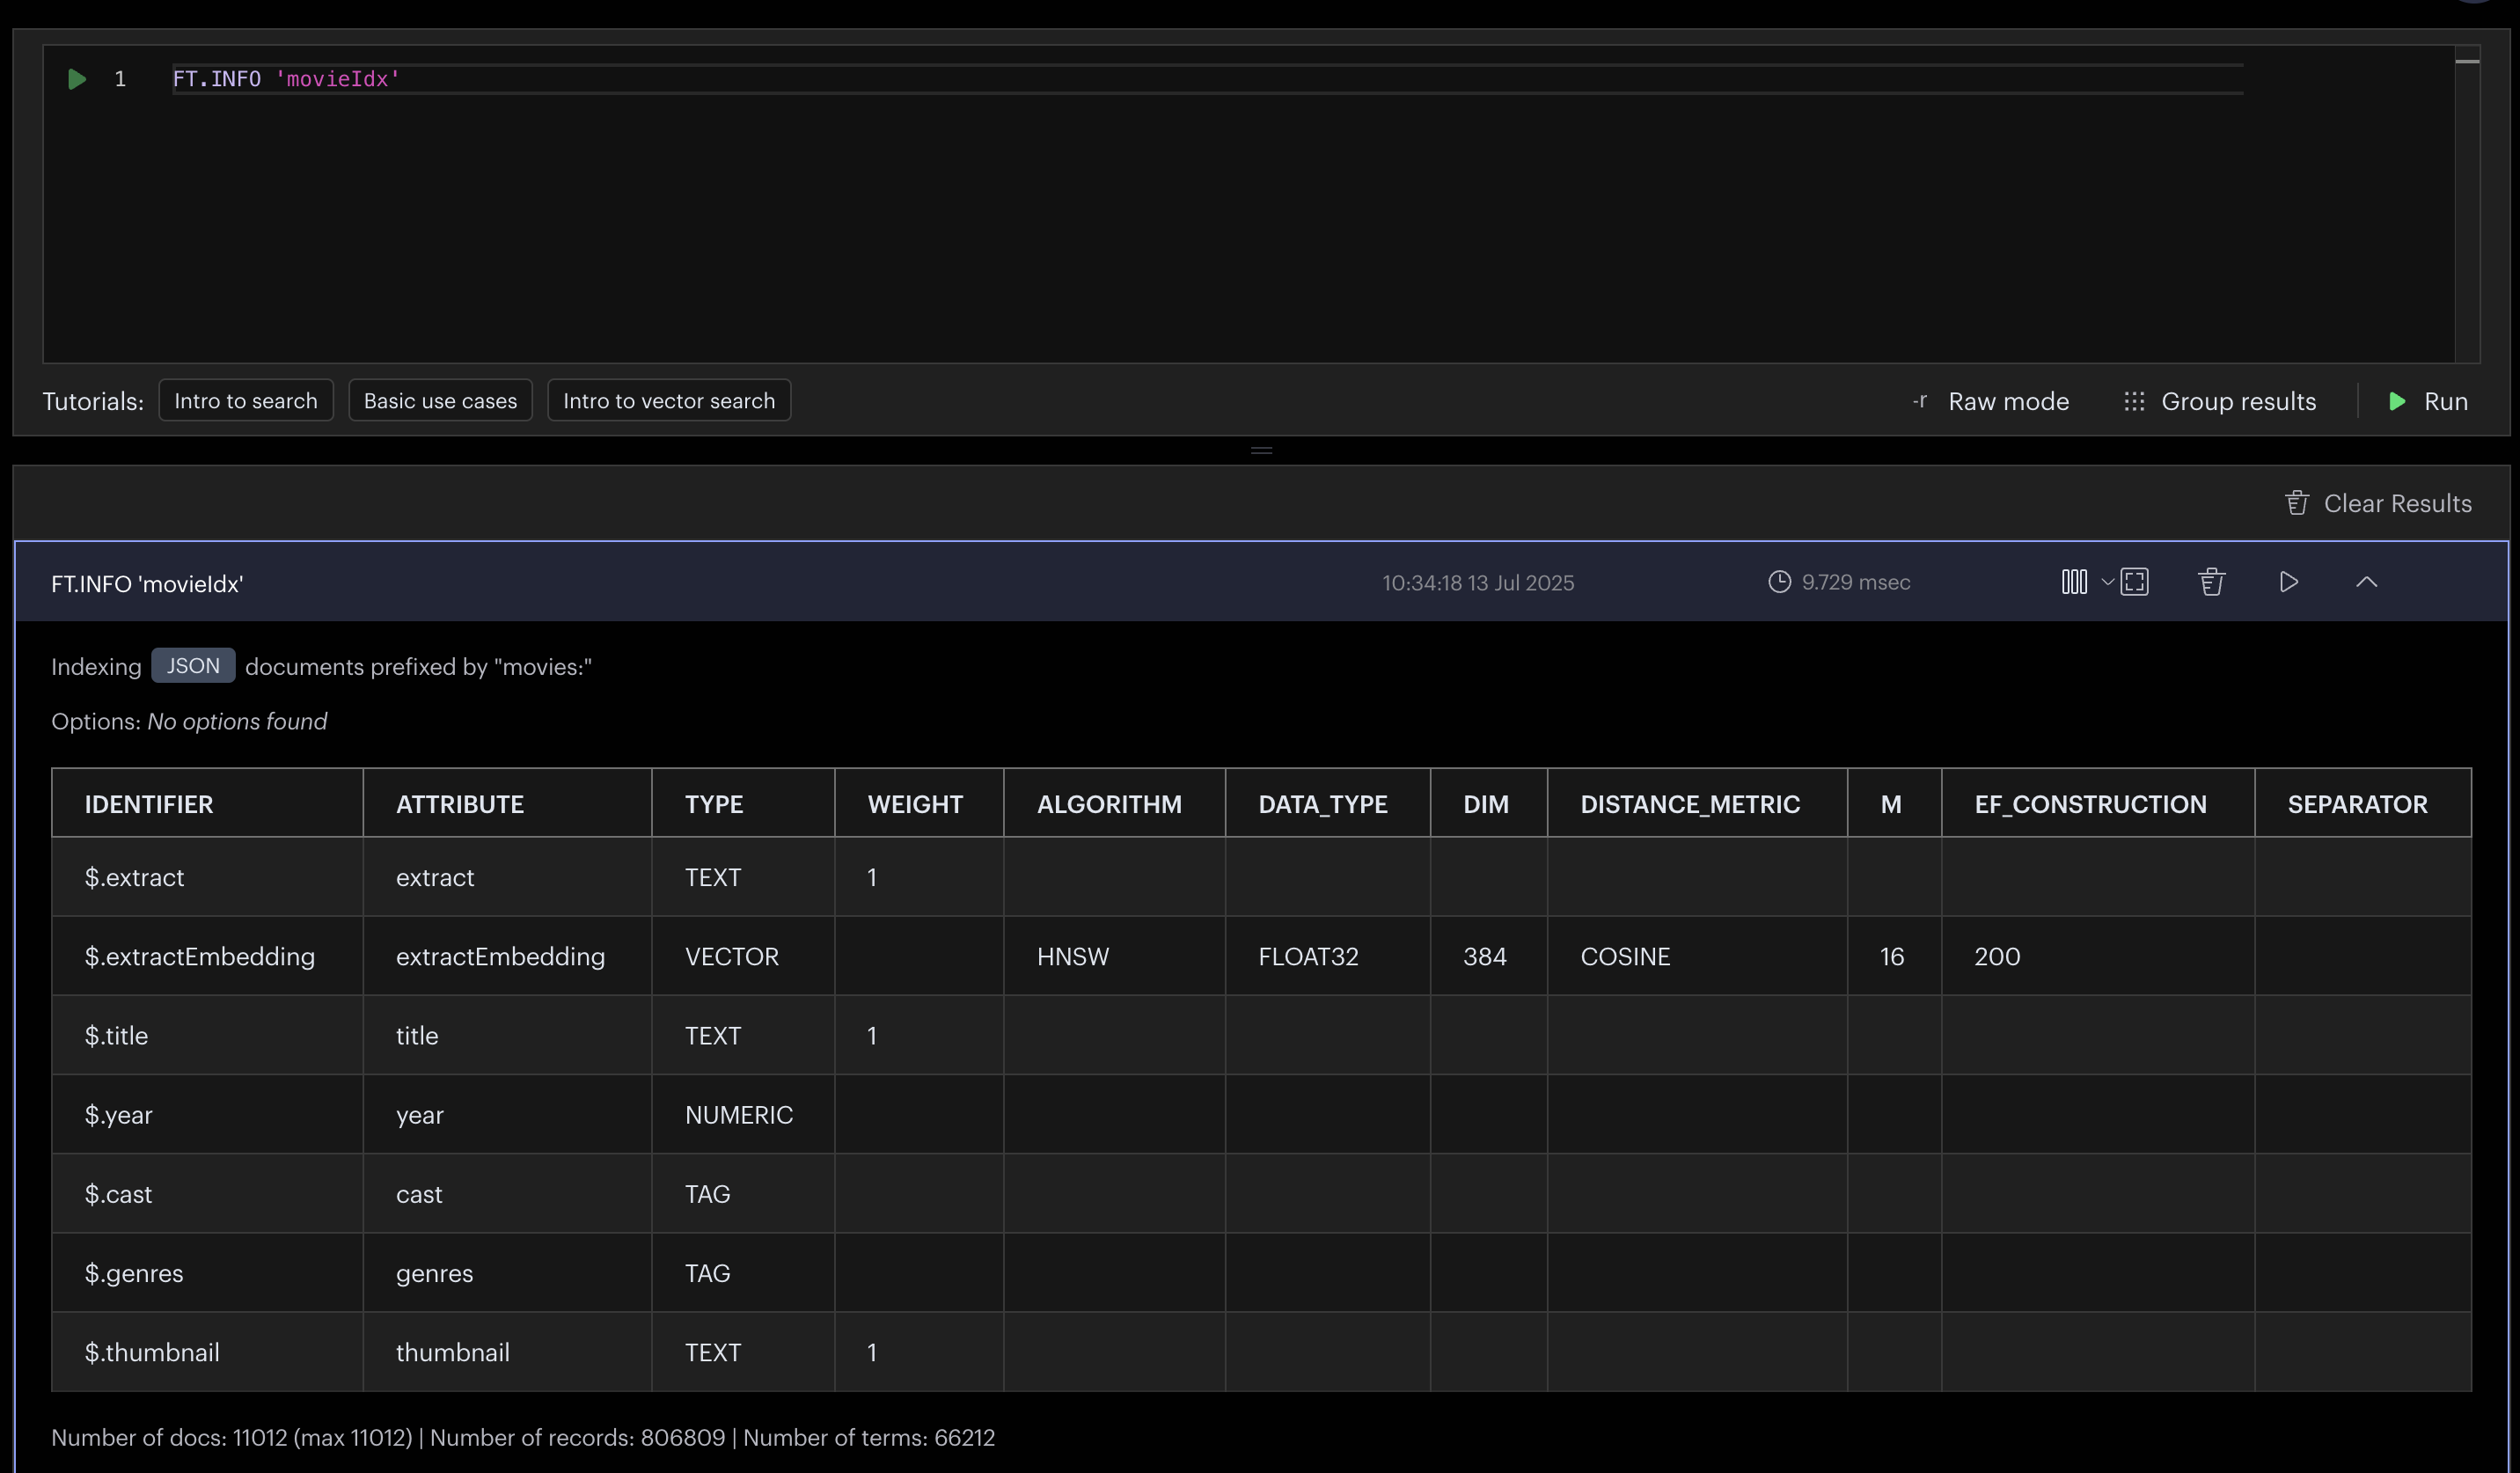 1 FT.INFO 'movieIdx'
Tutorials: Intro to search Basic use cases Intro to vector search -r Raw mode Group results Run
Clear Results
FT.INFO 'movieIdx' 10:34:18 13 Jul 2025 9.729 msec
Indexing JSON documents prefixed by "movies:"
Options: No options found
IDENTIFIER ATTRIBUTE TYPE WEIGHT ALGORITHM DATA_TYPE DIM DISTANCE_METRIC M EF_CONSTRUCTION SEPARATOR
$.extract extract TEXT 1
$.extractEmbedding extractEmbedding VECTOR HNSW FLOAT32 384 COSINE 16 200
$.title title TEXT 1
$.year year NUMERIC
$.cast cast TAG
$.genres genres TAG
$.thumbnail thumbnail TEXT 1
Number of docs: 11012 (max 11012) | Number of records: 806809 | Number of terms: 66212